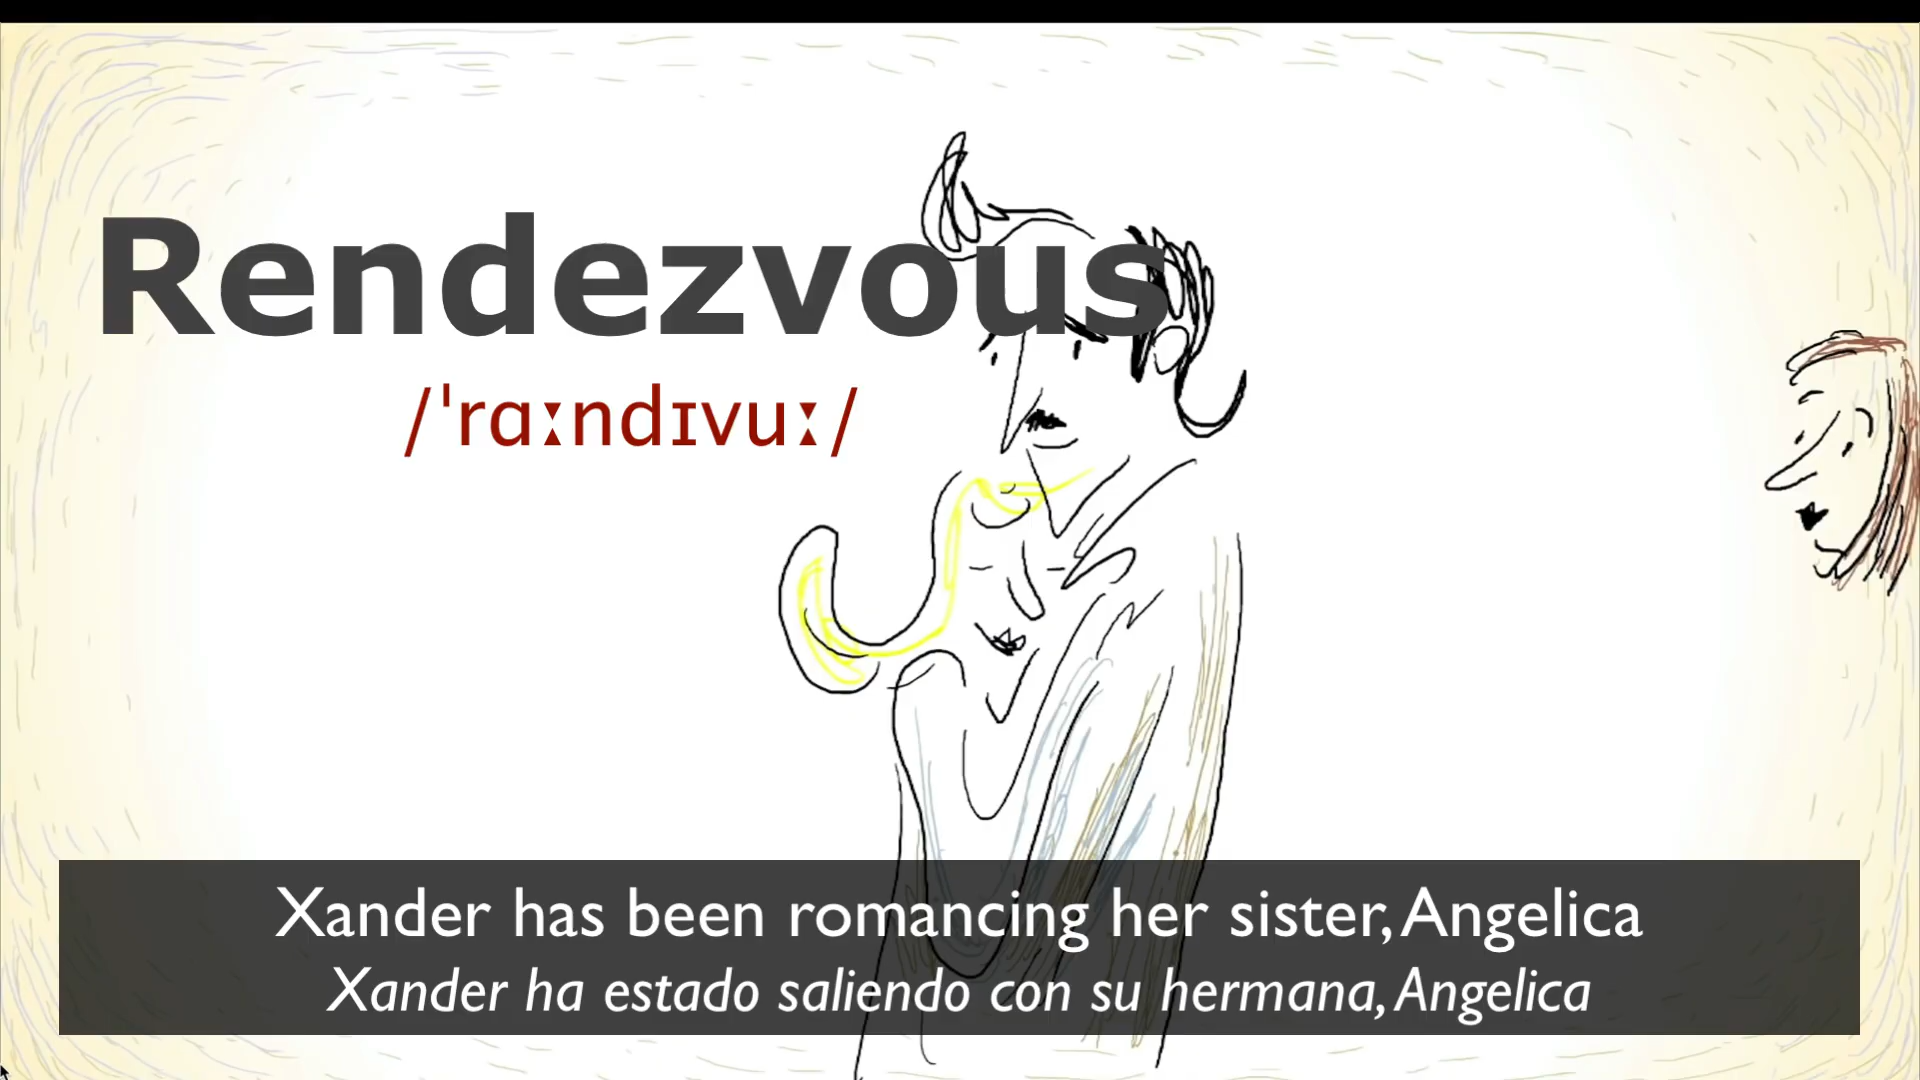 Rendezvous
/ˈrɑːndɪvuː/
Xander has been romancing her sister, Angelica
Xander ha estado saliendo con su hermana, Angelica